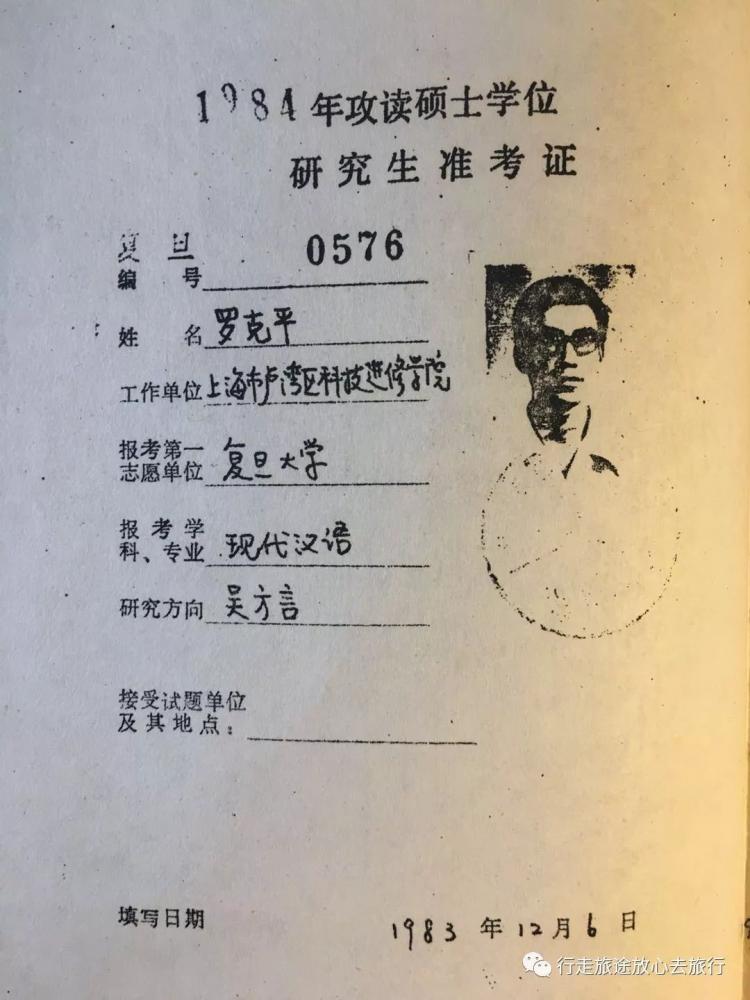 1984年攻读硕士学位
研究生准考证
复旦
编号 0576
姓名 罗克平
工作单位 上海市卢湾区科技进修学院
报考第一
志愿单位 复旦大学
报考学
科、专业 现代汉语
研究方向 吴方言
接受试题单位
及其地点：
填写日期 1983年12月6日
行走旅途放心去旅行